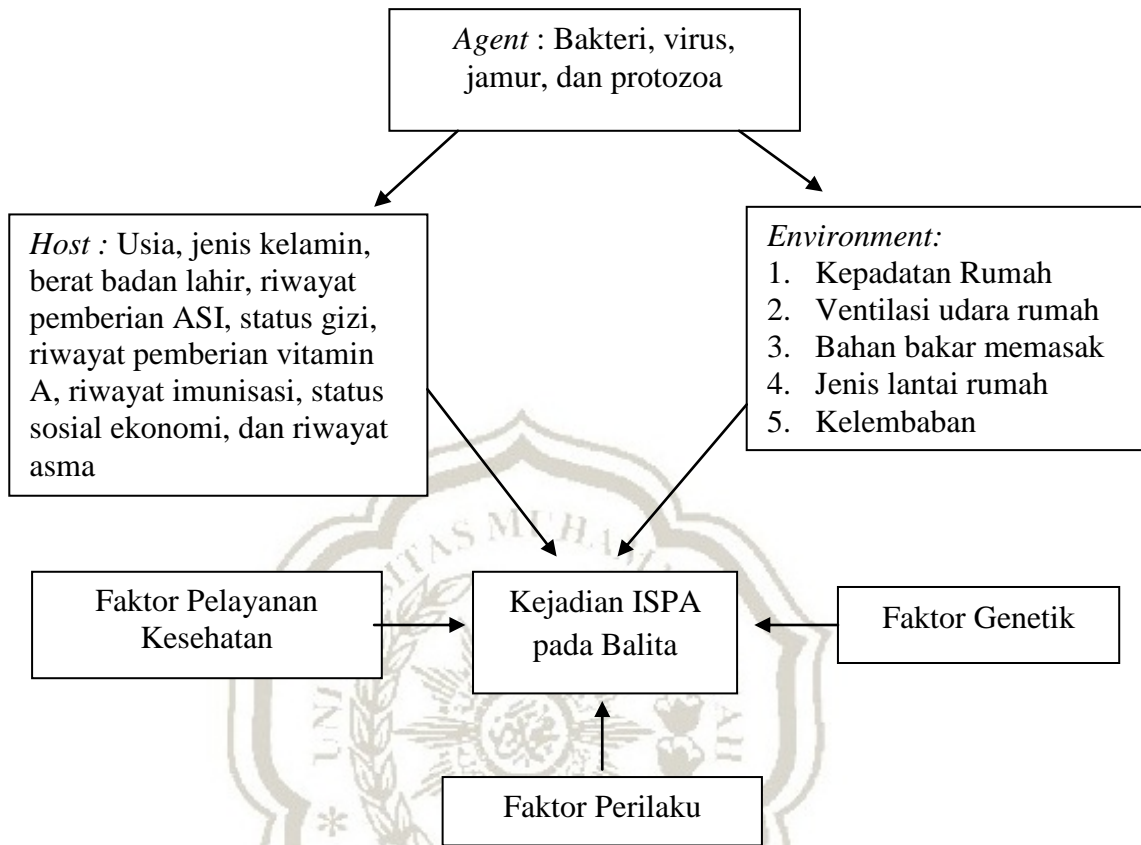 Agent : Bakteri, virus,
jamur, dan protozoa
Host : Usia, jenis kelamin,
berat badan lahir, riwayat
pemberian ASI, status gizi,
riwayat pemberian vitamin
A, riwayat imunisasi, status
sosial ekonomi, dan riwayat
asma
Environment:
1. Kepadatan Rumah
2. Ventilasi udara rumah
3. Bahan bakar memasak
4. Jenis lantai rumah
5. Kelembaban
Faktor Pelayanan
Kesehatan
Kejadian ISPA
pada Balita
Faktor Genetik
Faktor Perilaku